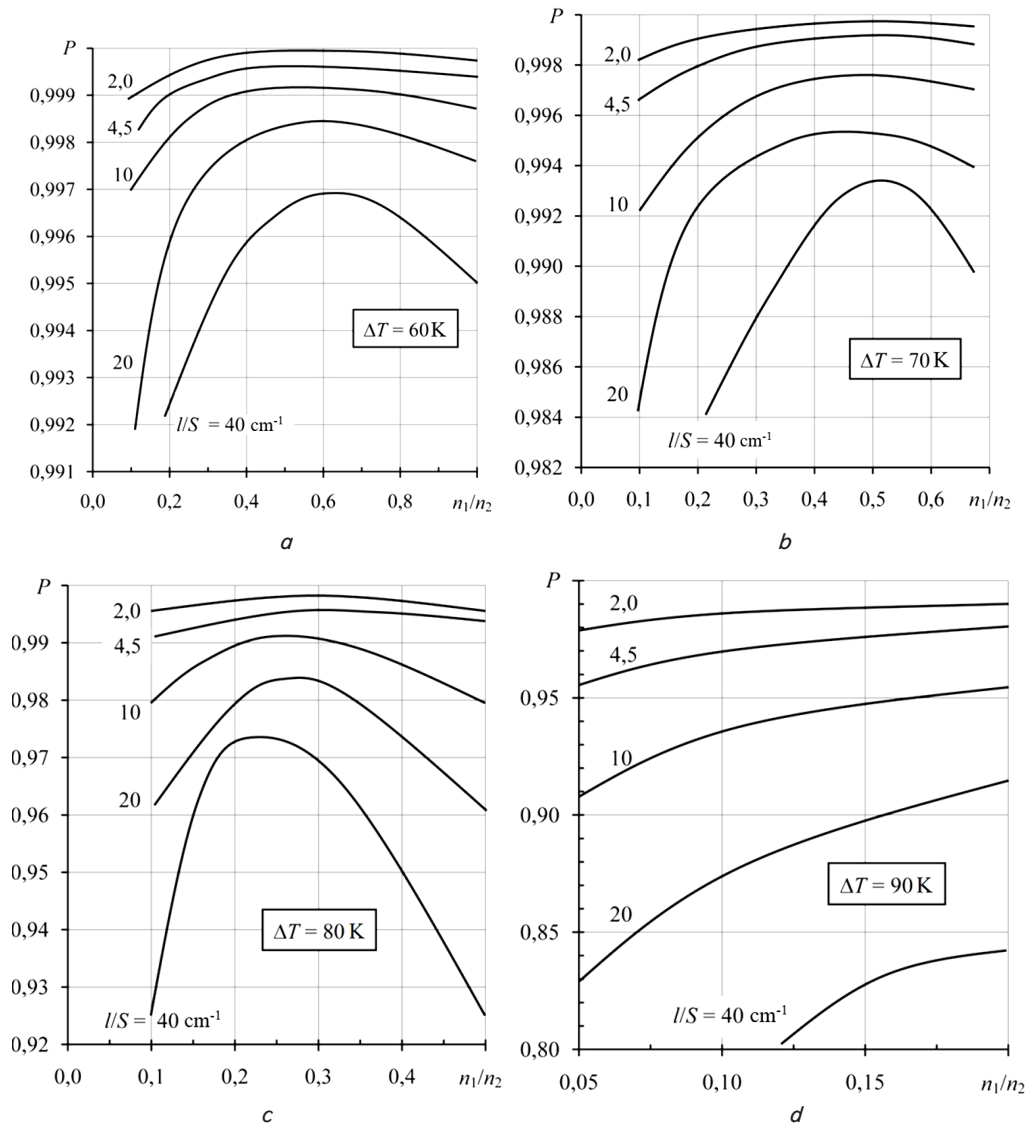 P
0,999
0,998
0,997
0,996
0,995
0,994
0,993
0,992
0,991
2,0
4,5
10
20
l/S = 40 cm⁻¹
ΔT = 60 K
0,0 0,2 0,4 0,6 0,8 n₁/n₂
a
P
0,998
0,996
0,994
0,992
0,990
0,988
0,986
0,984
0,982
2,0
4,5
10
20
l/S = 40 cm⁻¹
ΔT = 70 K
0,0 0,1 0,2 0,3 0,4 0,5 0,6 n₁/n₂
b
P
0,99
0,98
0,97
0,96
0,95
0,94
0,93
0,92
2,0
4,5
10
20
l/S = 40 cm⁻¹
ΔT = 80 K
0,0 0,1 0,2 0,3 0,4 n₁/n₂
c
P
0,95
0,90
0,85
0,80
2,0
4,5
10
20
l/S = 40 cm⁻¹
ΔT = 90 K
0,05 0,10 0,15 n₁/n₂
d